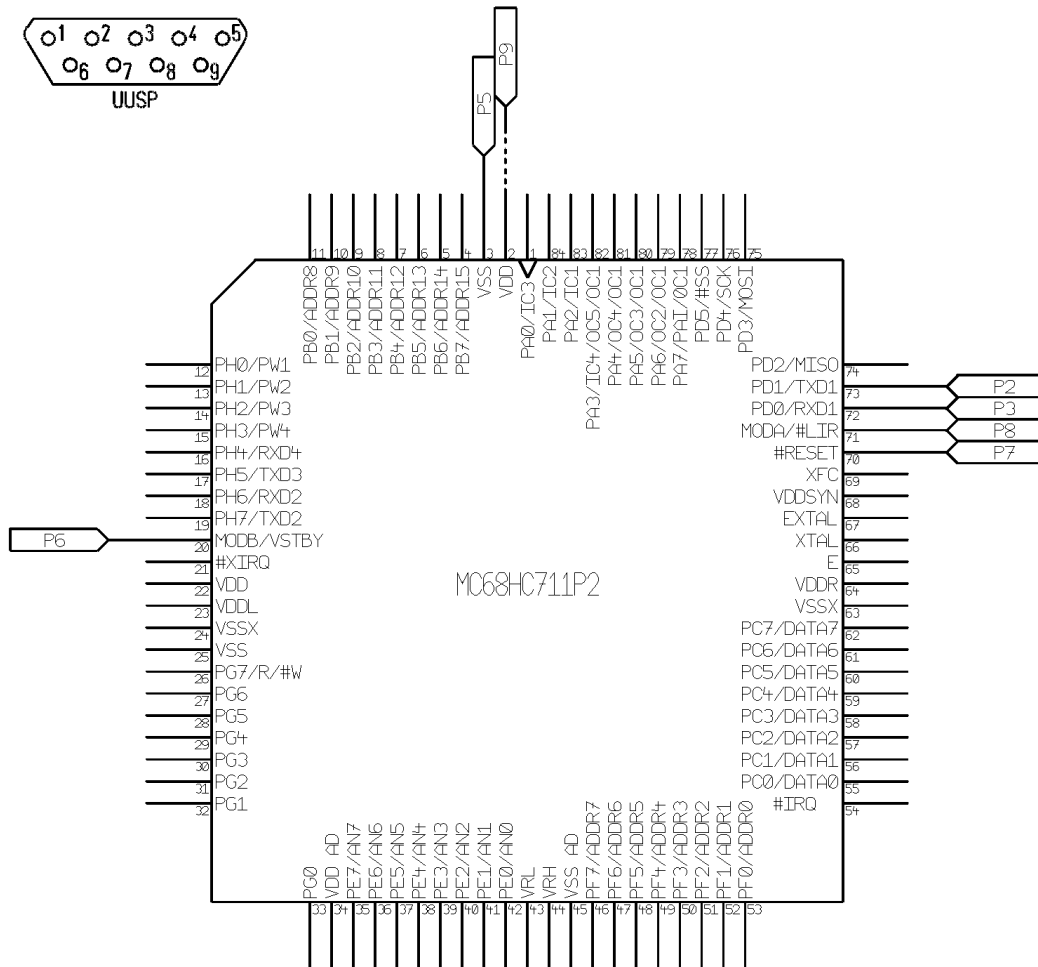 1 2 3 4 5
6 7 8 9
UUSP
P9
P5
11 10 9 8 7 6 5 4 3 2 1 84 83 82 81 80 79 78 77 76 75
PB0/ADDR8
PB1/ADDR9
PB2/ADDR10
PB3/ADDR11
PB4/ADDR12
PB5/ADDR13
PB6/ADDR14
PB7/ADDR15
VSS
VDD
PA0/IC3
PA1/IC2
PA2/IC1
PA3/IC4/OC5/OC1
PA4/OC4/OC1
PA5/OC3/OC1
PA6/OC2/OC1
PA7/PAI/OC1
PD5/#SS
PD4/SCK
PD3/MOSI
12 PH0/PW1
13 PH1/PW2
14 PH2/PW3
15 PH3/PW4
16 PH4/RXD4
17 PH5/TXD3
18 PH6/RXD2
19 PH7/TXD2
P6 20 MODB/VSTBY
21 #XIRQ
22 VDD
23 VDDL
24 VSSX
25 VSS
26 PG7/R/#W
27 PG6
28 PG5
29 PG4
30 PG3
31 PG2
32 PG1
MC68HC711P2
PD2/MISO 74
PD1/TXD1 73 P2
PD0/RXD1 72 P3
MODA/#LIR 71 P8
#RESET 70 P7
XFC 69
VDDSYN 68
EXTAL 67
XTAL 66
E 65
VDDR 64
VSSX 63
PC7/DATA7 62
PC6/DATA6 61
PC5/DATA5 60
PC4/DATA4 59
PC3/DATA3 58
PC2/DATA2 57
PC1/DATA1 56
PC0/DATA0 55
#IRQ 54
PG0
VDD AD
PE7/AN7
PE6/AN6
PE5/AN5
PE4/AN4
PE3/AN3
PE2/AN2
PE1/AN1
PE0/AN0
VRL
VRH
VSS AD
PF7/ADDR7
PF6/ADDR6
PF5/ADDR5
PF4/ADDR4
PF3/ADDR3
PF2/ADDR2
PF1/ADDR1
PF0/ADDR0
33 34 35 36 37 38 39 40 41 42 43 44 45 46 47 48 49 50 51 52 53